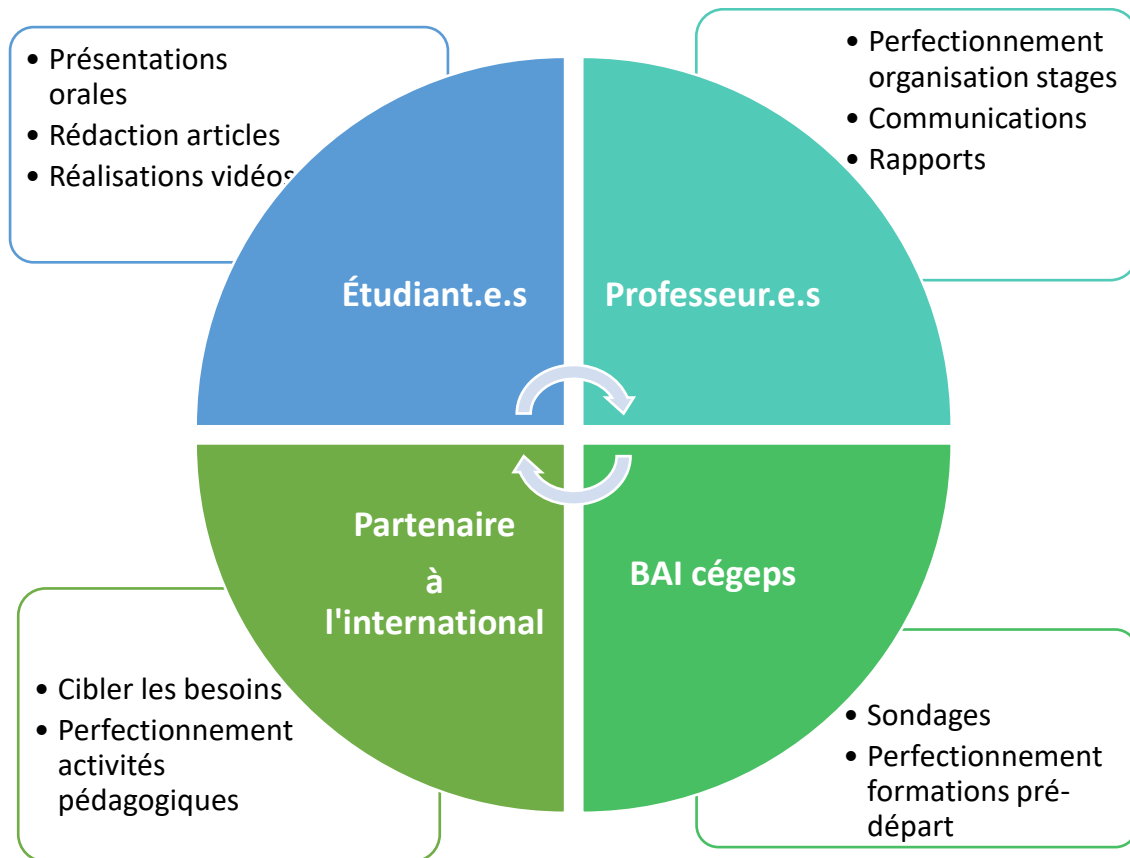 • Présentations
orales
• Rédaction articles
• Réalisations vidéos
• Perfectionnement
organisation stages
• Communications
• Rapports
Étudiant.e.s
Professeur.e.s
Partenaire
à
l'international
BAI cégeps
• Cibler les besoins
• Perfectionnement
activités
pédagogiques
• Sondages
• Perfectionnement
formations pré-
départ